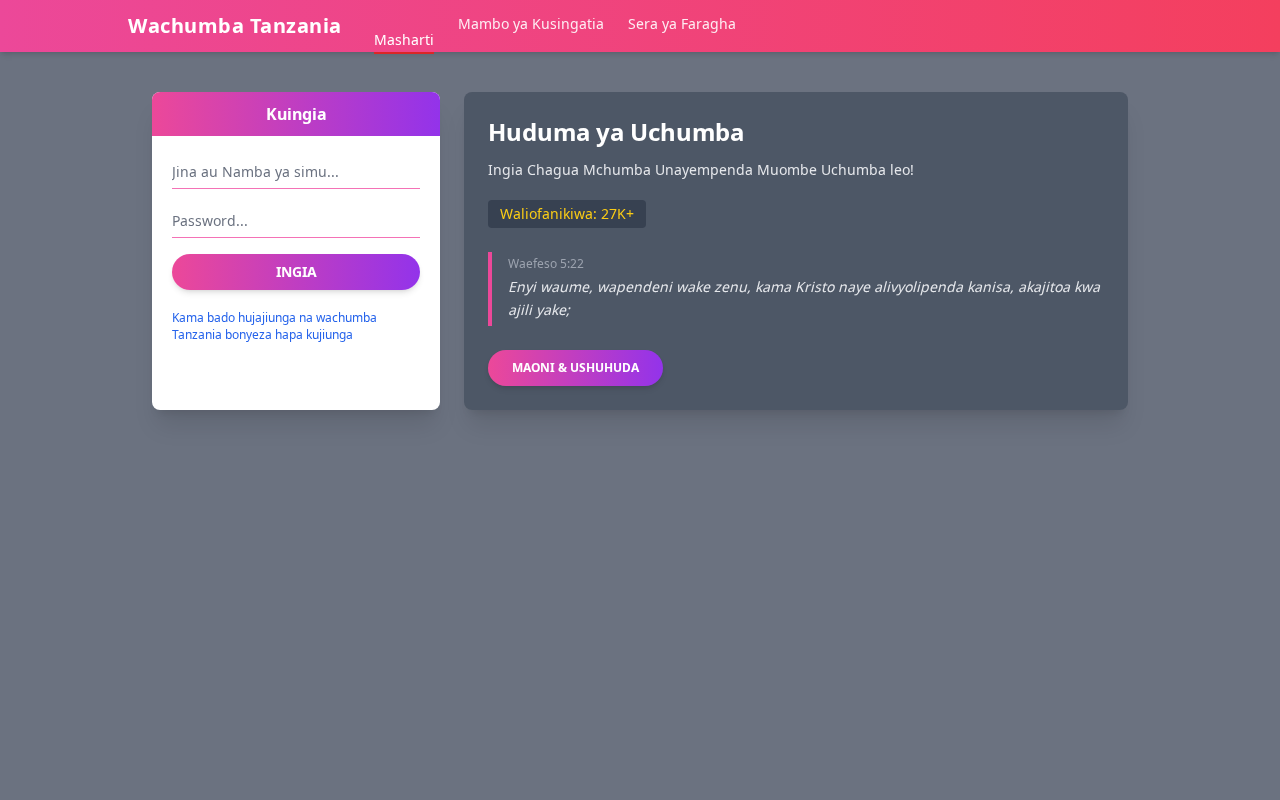 Wachumba Tanzania
Masharti
Mambo ya Kusingatia
Sera ya Faragha
Kuingia
Jina au Namba ya simu...
Password...
INGIA
Kama bado hujajiunga na wachumba
Tanzania bonyeza hapa kujiunga
Huduma ya Uchumba
Ingia Chagua Mchumba Unayempenda Muombe Uchumba leo!
Waliofanikiwa: 27K+
Waefeso 5:22
Enyi waume, wapendeni wake zenu, kama Kristo naye alivyolipenda kanisa, akajitoa kwa
ajili yake;
MAONI & USHUHUDA